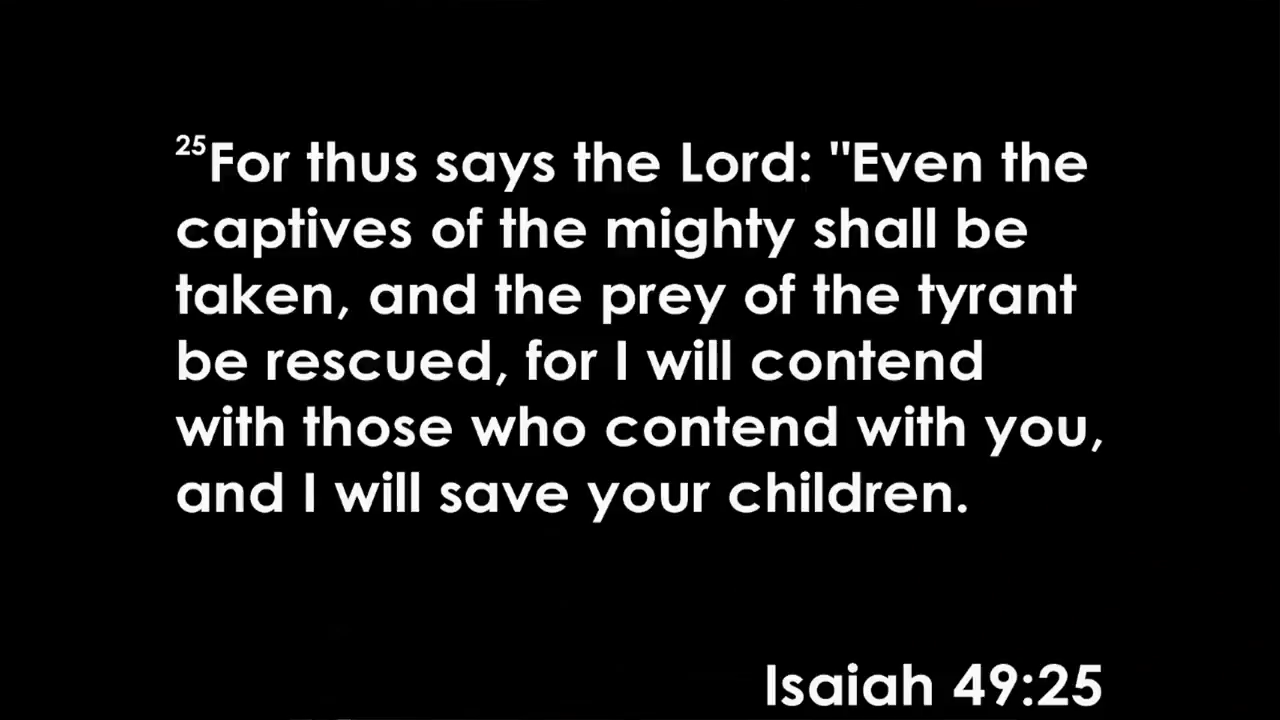 25For thus says the Lord: "Even the
captives of the mighty shall be
taken, and the prey of the tyrant
be rescued, for I will contend
with those who contend with you,
and I will save your children.
Isaiah 49:25